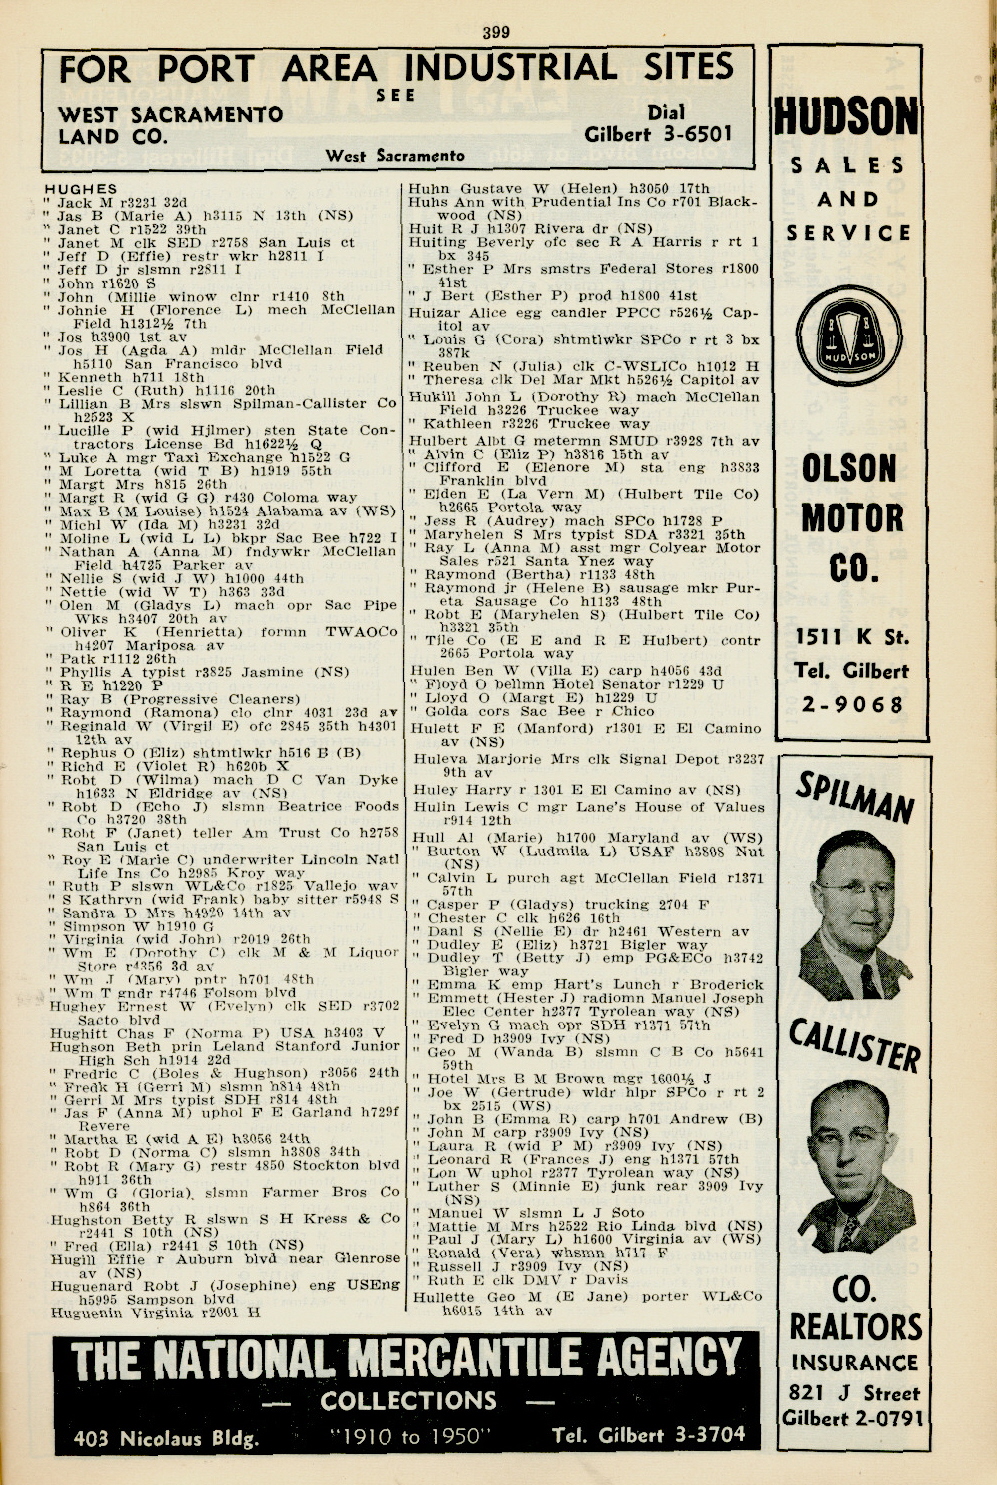 399
FOR PORT AREA INDUSTRIAL SITES
SEE
WEST SACRAMENTO
LAND CO.
Dial
Gilbert 3-6501
West Sacramento
HUGHES
" Jack M r3231 32d
" Jas B (Marie A) h3115 N 13th (NS)
" Janet C r1522 39th
" Janet M clk SED r2758 San Luis ct
" Jeff D (Effie) restr wkr h2811 I
" Jeff D jr slsmn r2811 I
" John r1620 S
" John (Millie winow clnr r1410 8th
" Johnie H (Florence L) mech McClellan
Field h1312½ 7th
" Jos h3900 1st av
" Jos H (Agda A) mldr McClellan Field
h5110 San Francisco blvd
" Kenneth h711 18th
" Leslie C (Ruth) h1116 20th
" Lillian B Mrs slswn Spilman-Callister Co
h2523 X
" Lucille P (wid Hjlmer) sten State Con-
tractors License Bd h1622½ Q
" Luke A mgr Taxi Exchange h1522 G
" M Loretta (wid T B) h1919 55th
" Margt Mrs h815 26th
" Margt R (wid G G) r430 Coloma way
" Max B (M Louise) h1524 Alabama av (WS)
" Michl W (Ida M) h3231 32d
" Moline L (wid L L) bkpr Sac Bee h722 I
" Nathan A (Anna M) fndywkr McClellan
Field h4725 Parker av
" Nellie S (wid J W) h1000 44th
" Nettie (wid W T) h363 33d
" Olen M (Gladys L) mach opr Sac Pipe
Wks h3407 20th av
" Oliver K (Henrietta) formn TWAOCo
h4207 Mariposa av
" Patk r1112 26th
" Phyllis A typist r3825 Jasmine (NS)
" R E h1220 P
" Ray B (Progressive Cleaners)
" Raymond (Ramona) clo clnr 4031 23d av
" Reginald W (Virgil E) ofc 2845 35th h4301
12th av
" Rephus O (Eliz) shtmtlwkr h516 B (B)
" Richd E (Violet R) h620b X
" Robt D (Wilma) mach D C Van Dyke
h1633 N Eldridge av (NS)
" Robt D (Echo J) slsmn Beatrice Foods
Co h3720 38th
" Robt F (Janet) teller Am Trust Co h2758
San Luis ct
" Roy E (Marie C) underwriter Lincoln Natl
Life Ins Co h2985 Kroy way
" Ruth P slswn WL&Co r1825 Vallejo way
" S Kathryn (wid Frank) baby sitter r5948 S
" Sandra D Mrs h4920 14th av
" Simpson W h1910 G
" Virginia (wid John) r2019 26th
" Wm E (Dorothy C) clk M & M Liquor
Store r4356 3d av
" Wm J (Mary) pntr h701 48th
" Wm T gndr r4746 Folsom blvd
Hughey Ernest W (Evelyn) clk SED r3702
Sacto blvd
Hughitt Chas F (Norma P) USA h3403 V
Hughson Beth prin Leland Stanford Junior
High Sch h1914 22d
" Fredric C (Boles & Hughson) r3056 24th
" Fredk H (Gerri M) slsmn h814 48th
" Gerri M Mrs typist SDH r814 48th
" Jas F (Anna M) uphol F E Garland h729f
Revere
" Martha E (wid A E) h3056 24th
" Robt D (Norma C) slsmn h3808 34th
" Robt R (Mary G) restr 4850 Stockton blvd
h911 36th
" Wm G (Gloria) slsmn Farmer Bros Co
h864 36th
Hughston Betty R slswn S H Kress & Co
r2441 S 10th (NS)
" Fred (Ella) r2441 S 10th (NS)
Hugill Effie r Auburn blvd near Glenrose
av (NS)
Huguenard Robt J (Josephine) eng USEng
h5995 Sampson blvd
Huguenin Virginia r2001 H
Huhn Gustave W (Helen) h3050 17th
Huhs Ann with Prudential Ins Co r701 Black-
wood (NS)
Huit R J h1307 Rivera dr (NS)
Huiting Beverly ofc sec R A Harris r rt 1
bx 345
" Esther P Mrs smstrs Federal Stores r1800
41st
" J Bert (Esther P) prod h1800 41st
Huizar Alice egg candler PPCC r526½ Cap-
itol av
" Louis G (Cora) shtmtlwkr SPCo r rt 3 bx
387k
" Reuben N (Julia) clk C-WSLICo h1012 H
" Theresa clk Del Mar Mkt h526½ Capitol av
Hukill John L (Dorothy R) mach McClellan
Field h3226 Truckee way
" Kathleen r3226 Truckee way
Hulbert Albt G metermn SMUD r3928 7th av
" Alvin C (Eliz P) h3816 15th av
" Clifford E (Elenore M) sta eng h3833
Franklin blvd
" Elden E (La Vern M) (Hulbert Tile Co)
h2665 Portola way
" Jess R (Audrey) mach SPCo h1728 P
" Maryhelen S Mrs typist SDA r3321 35th
" Ray L (Anna M) asst mgr Colyear Motor
Sales r521 Santa Ynez way
" Raymond (Bertha) r1133 48th
" Raymond jr (Helene B) sausage mkr Pur-
eta Sausage Co h1133 48th
" Robt E (Maryhelen S) (Hulbert Tile Co)
h3321 35th
" Tile Co (E E and R E Hulbert) contr
2665 Portola way
Hulen Ben W (Villa E) carp h4056 43d
" Floyd O bellmn Hotel Senator r1229 U
" Lloyd O (Margt E) h1229 U
" Golda cors Sac Bee r Chico
Hulett F E (Manford) r1301 E El Camino
av (NS)
Huleva Marjorie Mrs clk Signal Depot r3237
9th av
Huley Harry r 1301 E El Camino av (NS)
Hulin Lewis C mgr Lane's House of Values
r914 12th
Hull Al (Marie) h1700 Maryland av (WS)
" Burton W (Ludmila L) USAF h3808 Nut
(NS)
" Calvin L purch agt McClellan Field r1371
57th
" Casper P (Gladys) trucking 2704 F
" Chester C clk h626 16th
" Danl S (Nellie E) dr h2461 Western av
" Dudley E (Eliz) h3721 Bigler way
" Dudley T (Betty J) emp PG&ECo h3742
Bigler way
" Emma K emp Hart's Lunch r Broderick
" Emmett (Hester J) radiomn Manuel Joseph
Elec Center h2377 Tyrolean way (NS)
" Evelyn G mach opr SDH r1371 57th
" Fred D h3909 Ivy (NS)
" Geo M (Wanda B) slsmn C B Co h5641
59th
" Hotel Mrs B M Brown mgr 1600½ J
" Joe W (Gertrude) wldr hlpr SPCo r rt 2
bx 2515 (WS)
" John B (Emma R) carp h701 Andrew (B)
" John M carp r3909 Ivy (NS)
" Laura R (wid P M) r3909 Ivy (NS)
" Leonard R (Frances J) eng h1371 57th
" Lon W uphol r2377 Tyrolean way (NS)
" Luther S (Minnie E) junk rear 3909 Ivy
(NS)
" Manuel W slsmn L J Soto
" Mattie M Mrs h2522 Rio Linda blvd (NS)
" Paul J (Mary L) h1600 Virginia av (WS)
" Ronald (Vera) whsmn h717 F
" Russell J r3909 Ivy (NS)
" Ruth E clk DMV r Davis
Hullette Geo M (E Jane) porter WL&Co
h6015 14th av
HUDSON
SALES
AND
SERVICE
HUDSON
OLSON
MOTOR
CO.
1511 K St.
Tel. Gilbert
2-9068
SPILMAN
CALLISTER
CO.
REALTORS
INSURANCE
821 J Street
Gilbert 2-0791
THE NATIONAL MERCANTILE AGENCY
— COLLECTIONS —
403 Nicolaus Bldg. "1910 to 1950" Tel. Gilbert 3-3704